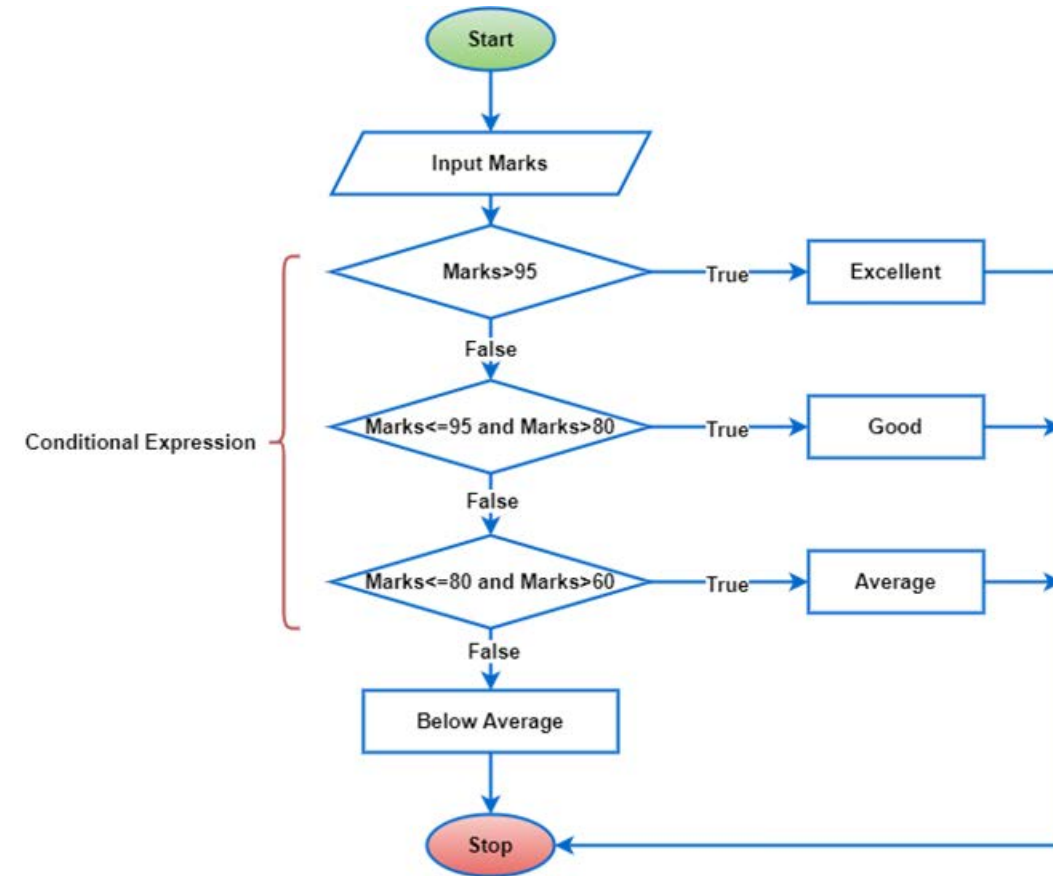 Start
Input Marks
Marks>95
True
Excellent
False
Marks<=95 and Marks>80
True
Good
Conditional Expression
False
Marks<=80 and Marks>60
True
Average
False
Below Average
Stop